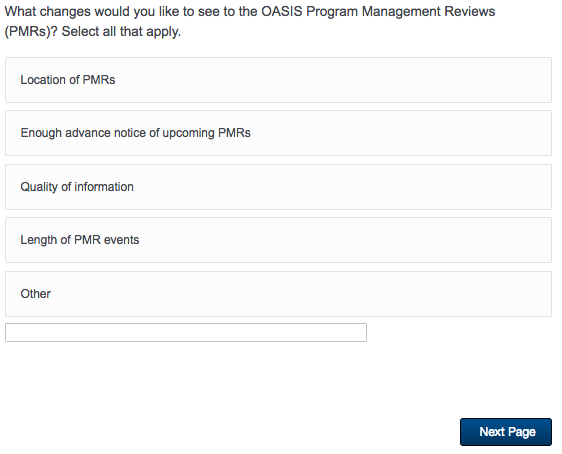 What changes would you like to see to the OASIS Program Management Reviews
(PMRs)? Select all that apply.
Location of PMRs
Enough advance notice of upcoming PMRs
Quality of information
Length of PMR events
Other
Next Page